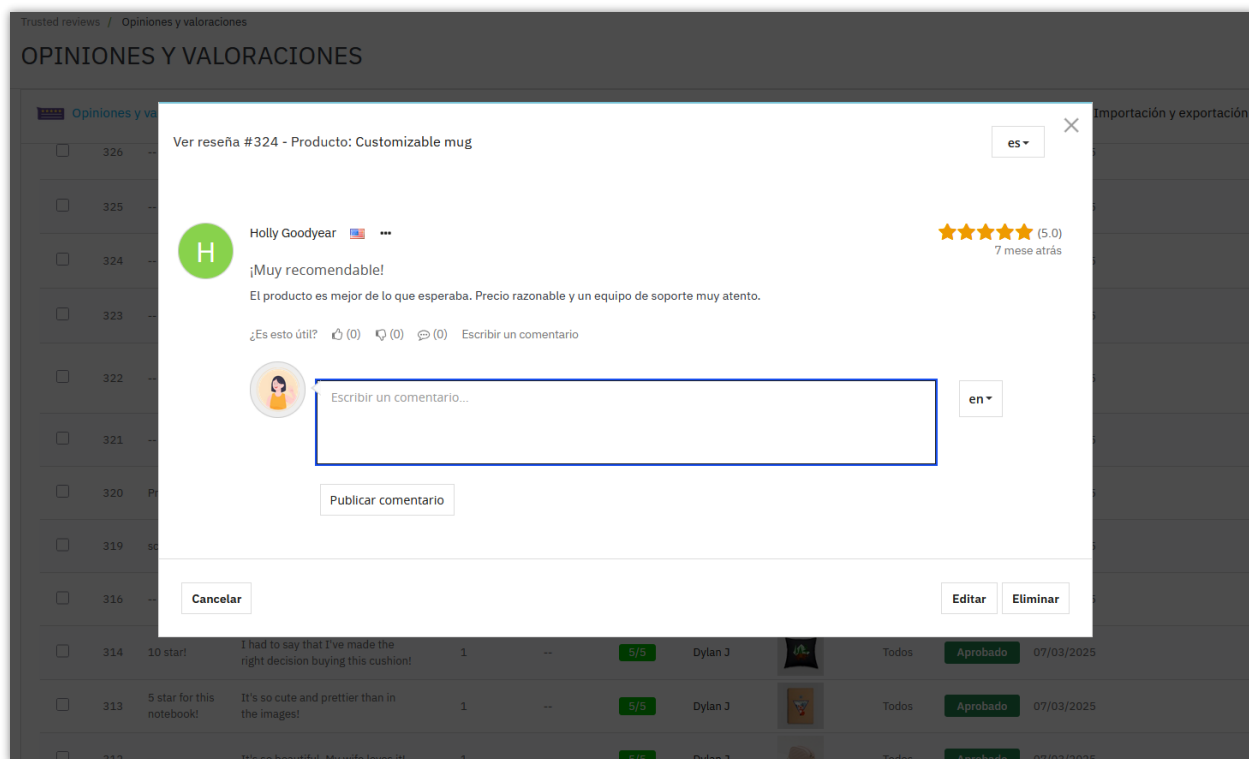 Trusted reviews / Opiniones y valoraciones
OPINIONES Y VALORACIONES
Opiniones y va
Importación y exportación
Ver reseña #324 - Producto: Customizable mug
es
326 --
325 --
324 --
323 --
322 --
321 --
320 Pr
319 sc
316 --
H
Holly Goodyear
(5.0)
7 mese atrás
¡Muy recomendable!
El producto es mejor de lo que esperaba. Precio razonable y un equipo de soporte muy atento.
¿Es esto útil? (0) (0) (0) Escribir un comentario
Escribir un comentario...
en
Publicar comentario
Cancelar
Editar
Eliminar
314 10 star! I had to say that I've made the right decision buying this cushion! 1 -- 5/5 Dylan J Todos Aprobado 07/03/2025
313 5 star for this notebook! It's so cute and prettier than in the images! 1 -- 5/5 Dylan J Todos Aprobado 07/03/2025